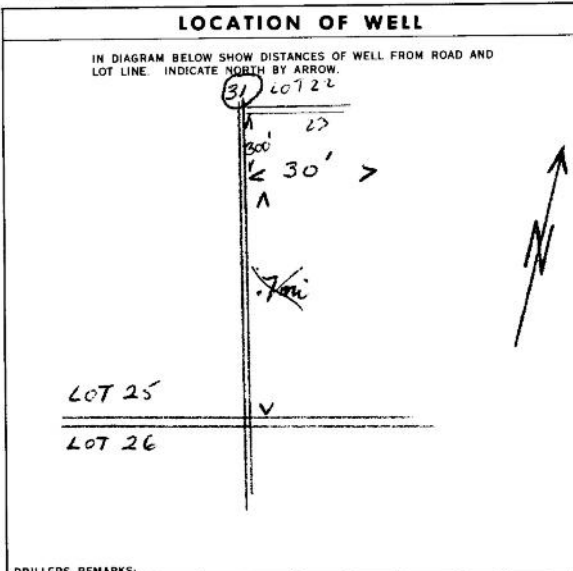 LOCATION OF WELL
IN DIAGRAM BELOW SHOW DISTANCES OF WELL FROM ROAD AND
LOT LINE. INDICATE NORTH BY ARROW.
31 LOT 22
23
300'
< 30' >
.7mi
N
LOT 25
LOT 26
DRILLERS REMARKS: